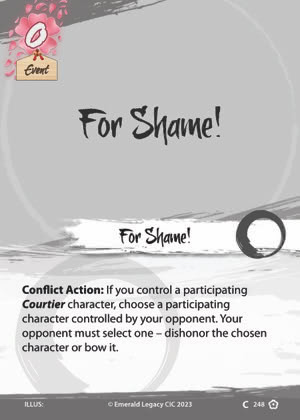 0
Event
For Shame!
For Shame!
Conflict Action: If you control a participating
Courtier character, choose a participating
character controlled by your opponent. Your
opponent must select one – dishonor the chosen
character or bow it.
ILLUS: © Emerald Legacy CIC 2023 C 248